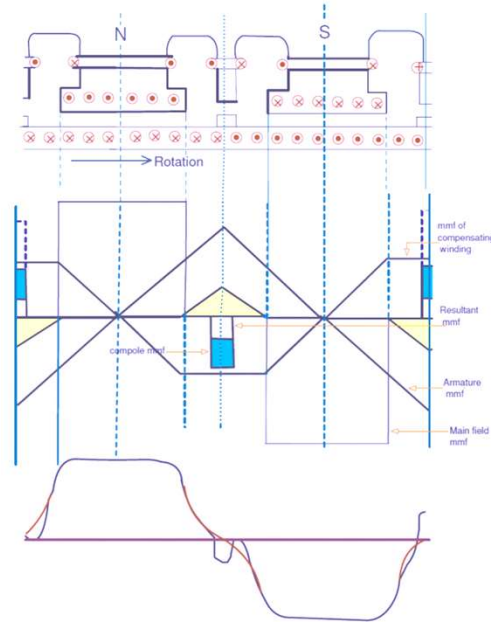 N
S
Rotation
mmf of
compensating
winding
Resultant
mmf
compole mmf
Armature
mmf
Main field
mmf